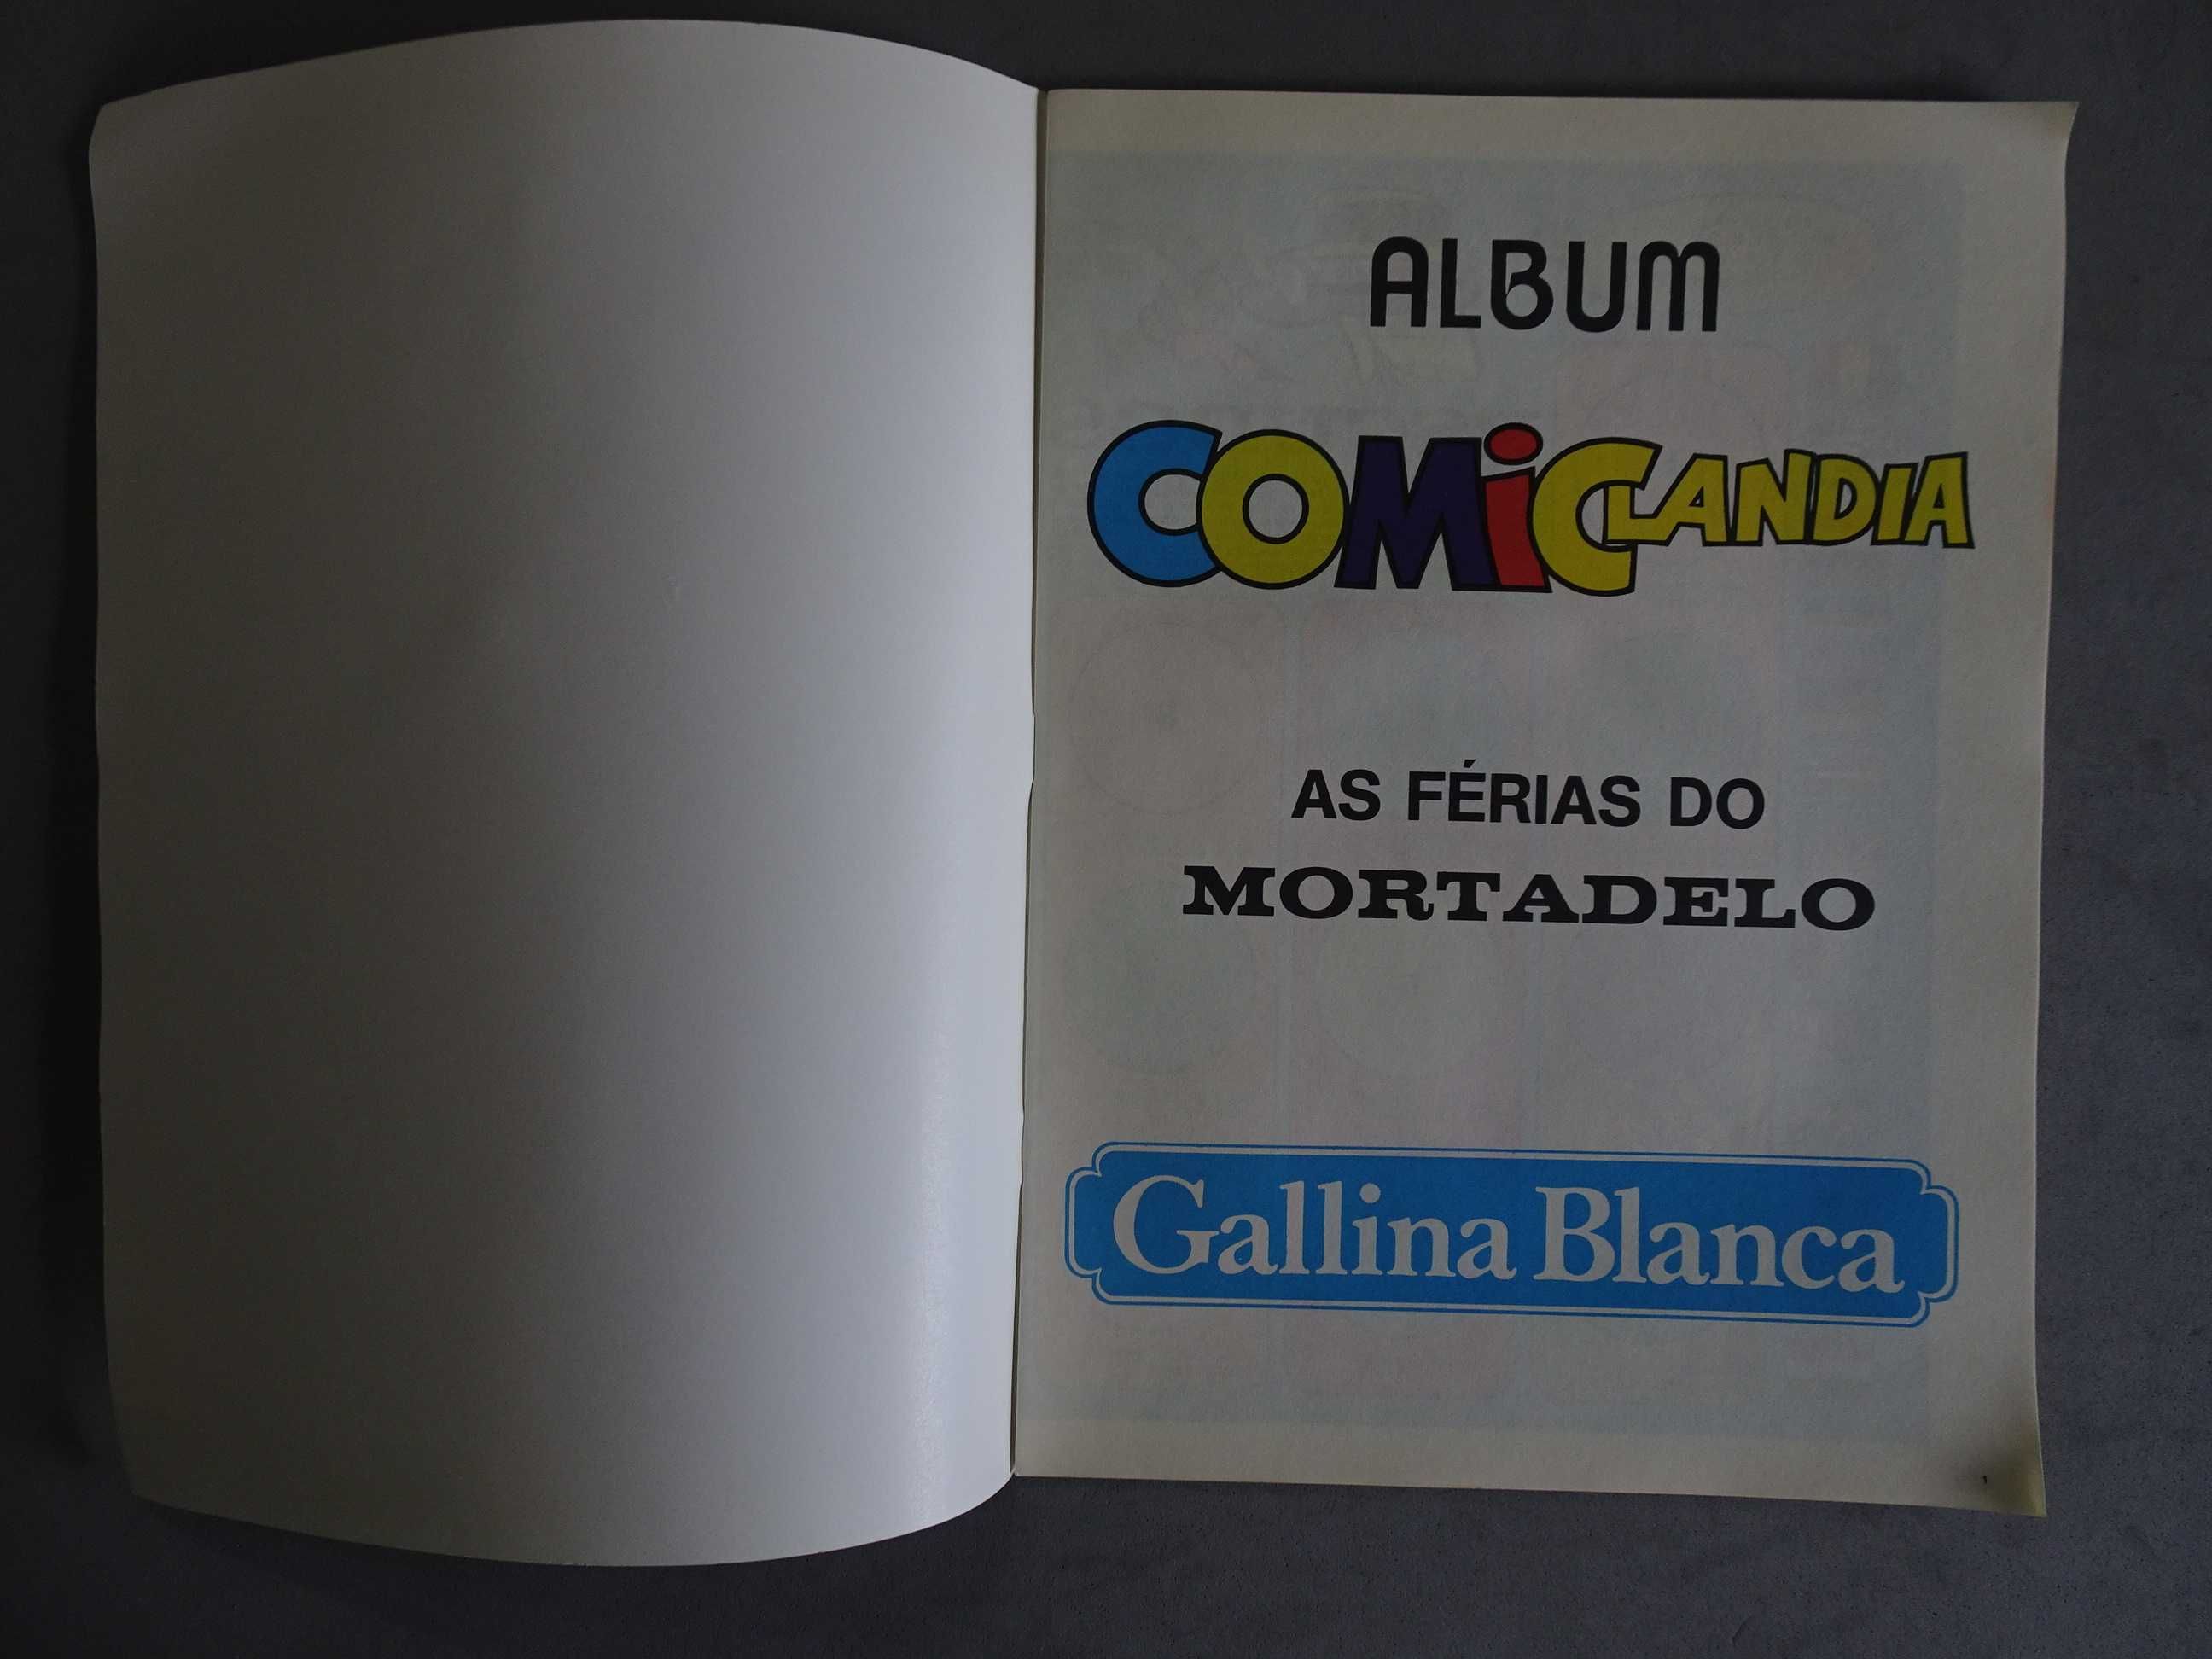 ALBUM
COMiCLANDIA
AS FÉRIAS DO
MORTADELO
Gallina Blanca
1